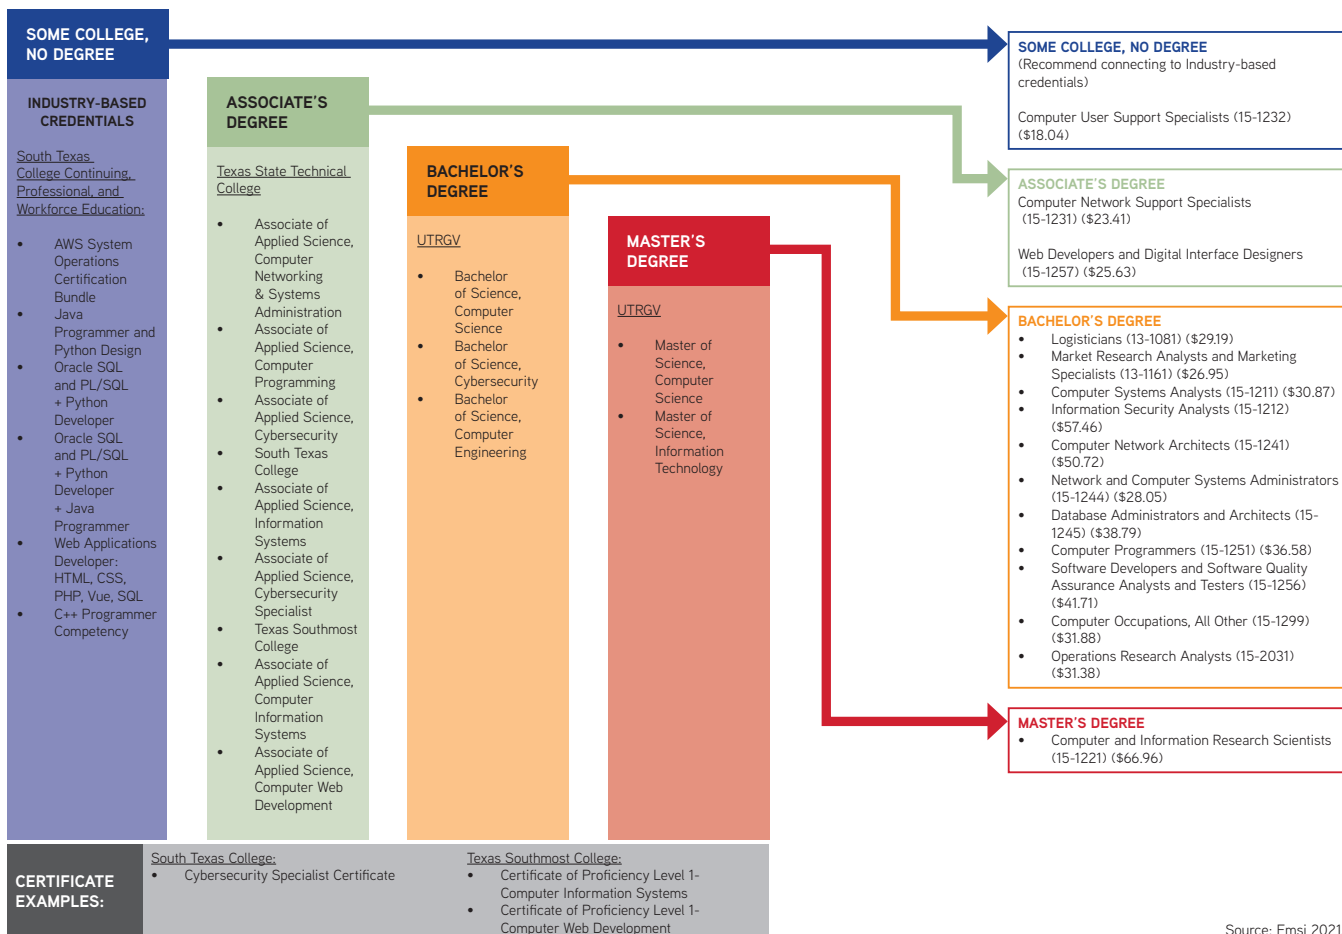 SOME COLLEGE,
NO DEGREE
INDUSTRY-BASED
CREDENTIALS
South Texas
College Continuing,
Professional, and
Workforce Education:
• AWS System
Operations
Certification
Bundle
• Java
Programmer and
Python Design
• Oracle SQL
and PL/SQL
+ Python
Developer
• Oracle SQL
and PL/SQL
+ Python
Developer
+ Java
Programmer
• Web Applications
Developer:
HTML, CSS,
PHP, Vue, SQL
• C++ Programmer
Competency
ASSOCIATE'S
DEGREE
Texas State Technical
College
• Associate of
Applied Science,
Computer
Networking
& Systems
Administration
• Associate of
Applied Science,
Computer
Programming
• Associate of
Applied Science,
Cybersecurity
• South Texas
College
• Associate of
Applied Science,
Information
Systems
• Associate of
Applied Science,
Cybersecurity
Specialist
• Texas Southmost
College
• Associate of
Applied Science,
Computer
Information
Systems
• Associate of
Applied Science,
Computer Web
Development
BACHELOR'S
DEGREE
UTRGV
• Bachelor
of Science,
Computer
Science
• Bachelor
of Science,
Cybersecurity
• Bachelor
of Science,
Computer
Engineering
MASTER'S
DEGREE
UTRGV
• Master of
Science,
Computer
Science
• Master of
Science,
Information
Technology
SOME COLLEGE, NO DEGREE
(Recommend connecting to Industry-based
credentials)
Computer User Support Specialists (15-1232)
($18.04)
ASSOCIATE'S DEGREE
Computer Network Support Specialists
(15-1231) ($23.41)
Web Developers and Digital Interface Designers
(15-1257) ($25.63)
BACHELOR'S DEGREE
• Logisticians (13-1081) ($29.19)
• Market Research Analysts and Marketing
Specialists (13-1161) ($26.95)
• Computer Systems Analysts (15-1211) ($30.87)
• Information Security Analysts (15-1212)
($57.46)
• Computer Network Architects (15-1241)
($50.72)
• Network and Computer Systems Administrators
(15-1244) ($28.05)
• Database Administrators and Architects (15-
1245) ($38.79)
• Computer Programmers (15-1251) ($36.58)
• Software Developers and Software Quality
Assurance Analysts and Testers (15-1256)
($41.71)
• Computer Occupations, All Other (15-1299)
($31.88)
• Operations Research Analysts (15-2031)
($31.38)
MASTER'S DEGREE
• Computer and Information Research Scientists
(15-1221) ($66.96)
CERTIFICATE
EXAMPLES:
South Texas College:
• Cybersecurity Specialist Certificate
Texas Southmost College:
• Certificate of Proficiency Level 1-
Computer Information Systems
• Certificate of Proficiency Level 1-
Computer Web Development
Source: Emsi 2021